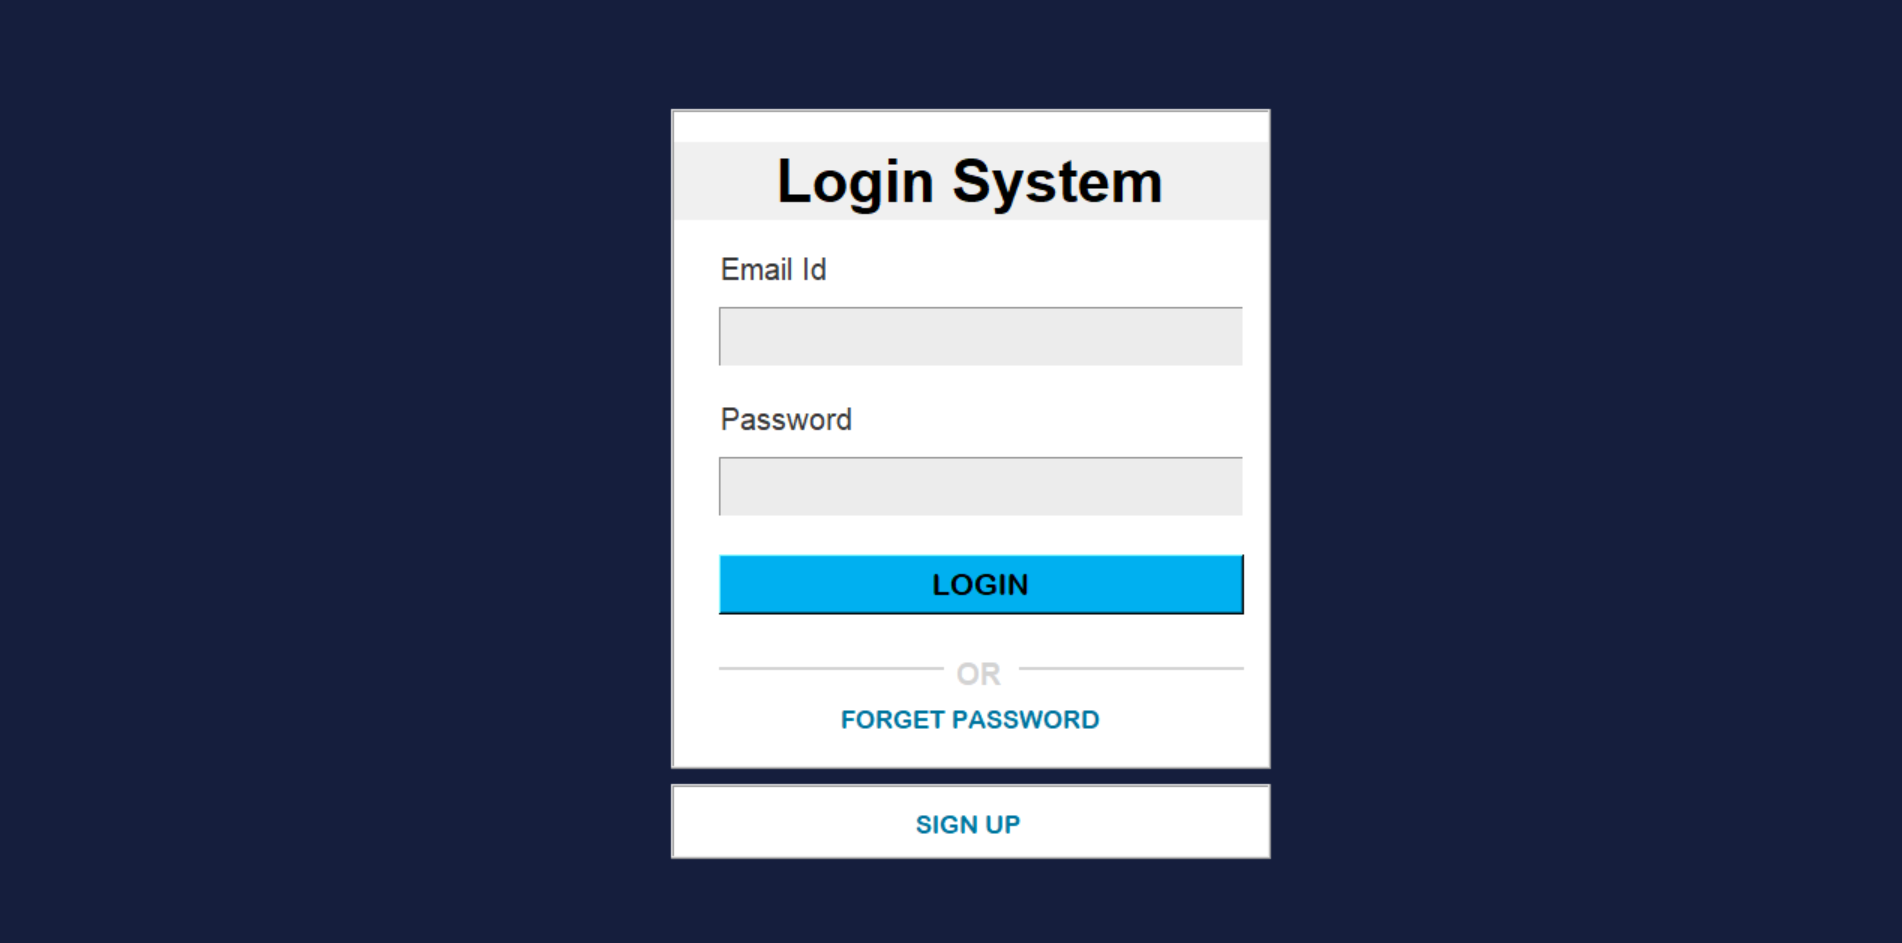 Login System
Email Id
Password
LOGIN
OR
FORGET PASSWORD
SIGN UP